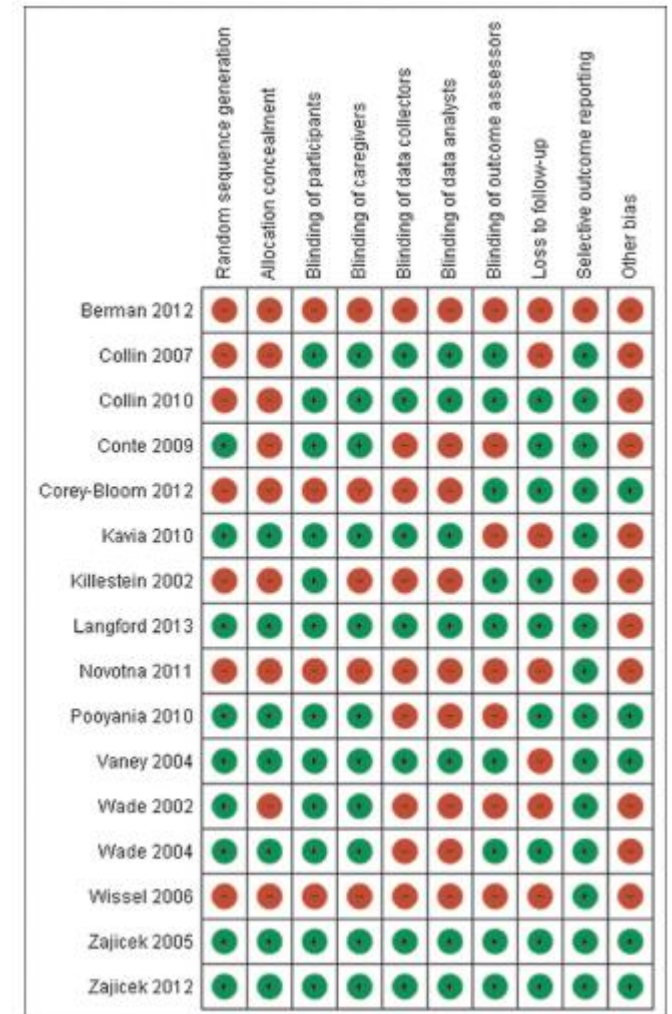 Random sequence generation
Allocation concealment
Blinding of participants
Blinding of caregivers
Blinding of data collectors
Blinding of data analysts
Blinding of outcome assessors
Loss to follow-up
Selective outcome reporting
Other bias
Berman 2012 - - - - - - - - - -
Collin 2007 - - + + + + + - + -
Collin 2010 - - + + + + + + + -
Conte 2009 + - + + - - - + + -
Corey-Bloom 2012 - - - - - - + + + +
Kavia 2010 + + + + + + - - + -
Killestein 2002 - - + - - - + + - -
Langford 2013 + + + + + + + + + -
Novotna 2011 - - - - - - - - + -
Pooyania 2010 + + + + - - - + + +
Vaney 2004 + + + + + + + - + +
Wade 2002 + - + + - - - - + -
Wade 2004 + + + + - - + + + -
Wissel 2006 - - - - - - - - + -
Zajicek 2005 + + + + + + + + + +
Zajicek 2012 + + + + + + + + + +